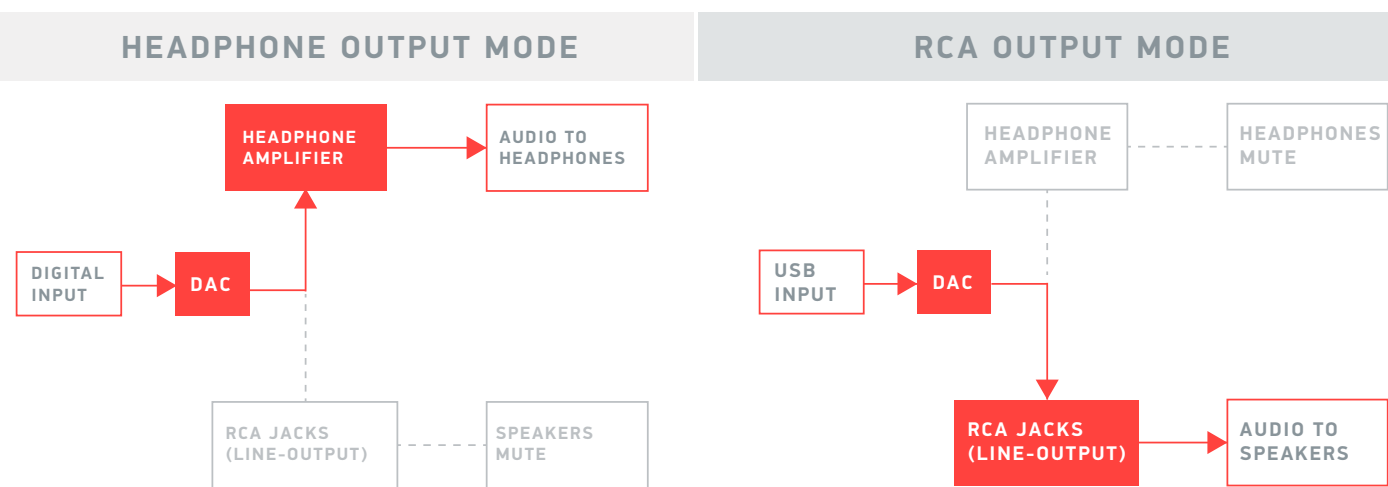 HEADPHONE OUTPUT MODE
HEADPHONE
AMPLIFIER
AUDIO TO
HEADPHONES
DIGITAL
INPUT
DAC
RCA JACKS
(LINE-OUTPUT)
SPEAKERS
MUTE
RCA OUTPUT MODE
HEADPHONE
AMPLIFIER
HEADPHONES
MUTE
USB
INPUT
DAC
RCA JACKS
(LINE-OUTPUT)
AUDIO TO
SPEAKERS